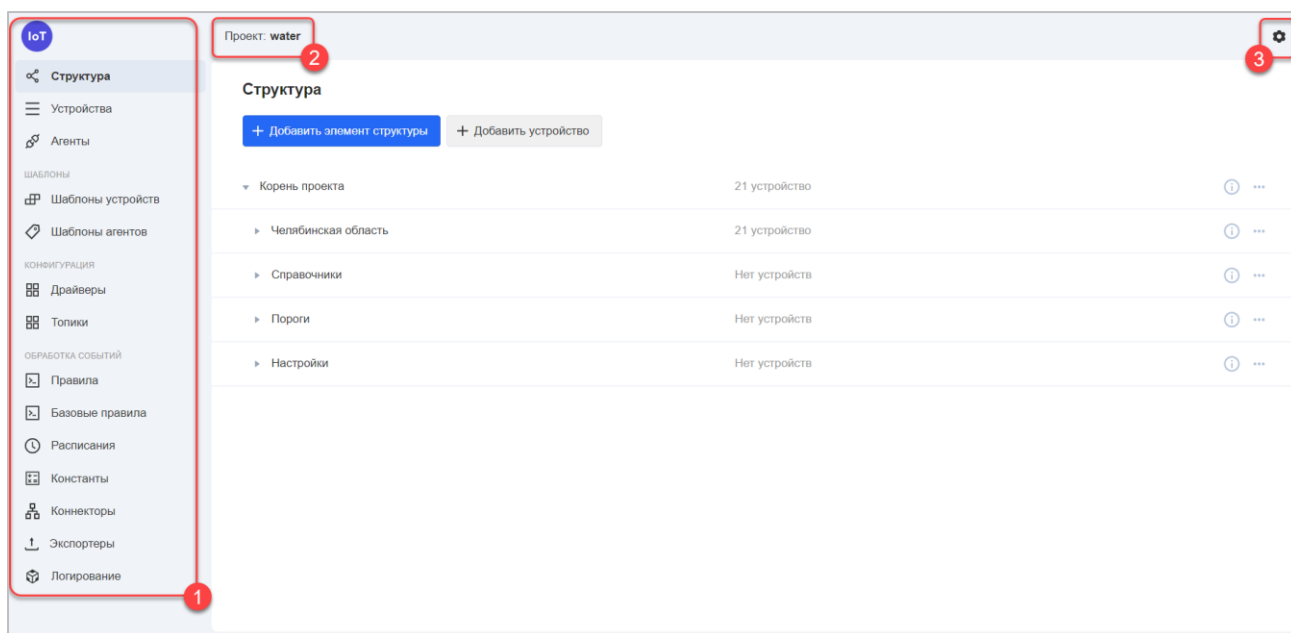 IoT
Структура
Устройства
Агенты
ШАБЛОНЫ
Шаблоны устройств
Шаблоны агентов
КОНФИГУРАЦИЯ
Драйверы
Топики
ОБРАБОТКА СОБЫТИЙ
Правила
Базовые правила
Расписания
Константы
Коннекторы
Экспортеры
Логирование
1
Проект: water
2
3
Структура
+ Добавить элемент структуры + Добавить устройство
Корень проекта 21 устройство
Челябинская область 21 устройство
Справочники Нет устройств
Пороги Нет устройств
Настройки Нет устройств